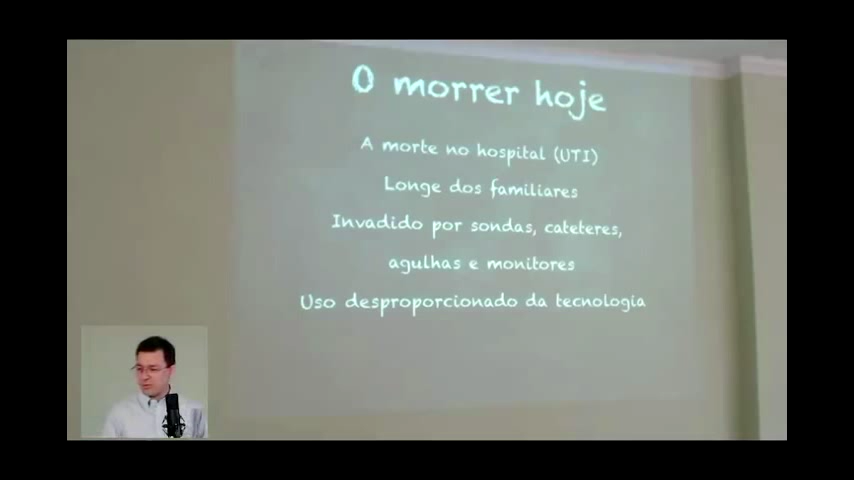 O morrer hoje
A morte no hospital (UTI)
Longe dos familiares
Invadido por sondas, cateteres,
agulhas e monitores
Uso desproporcionado da tecnologia